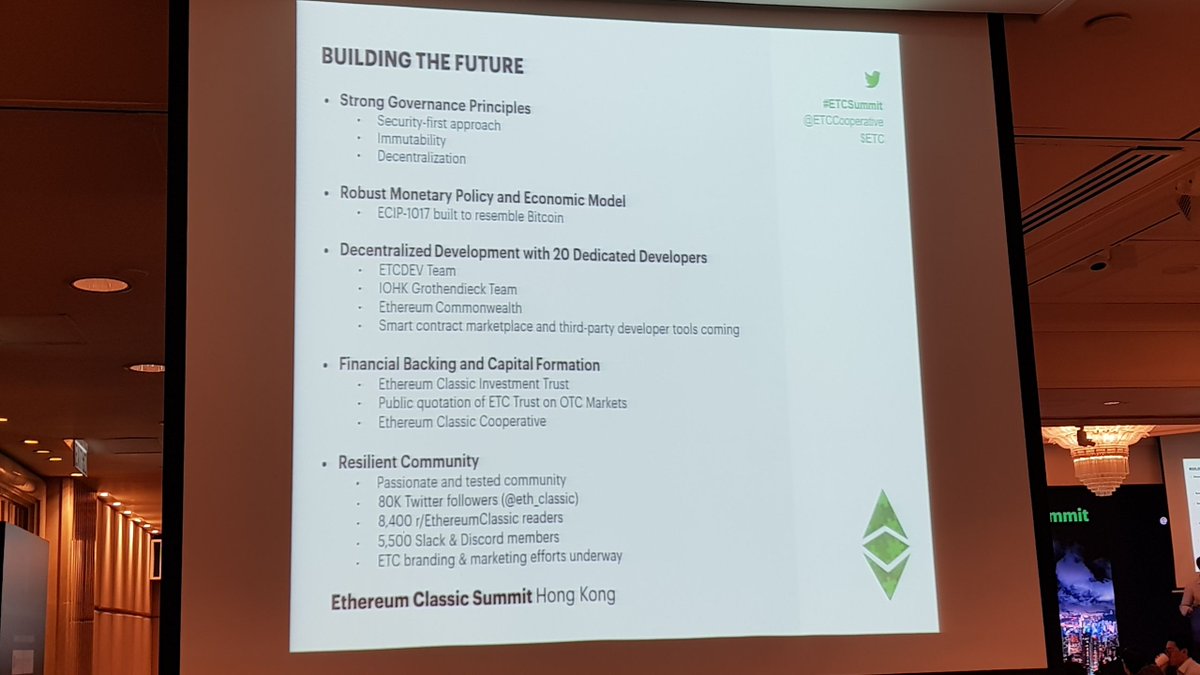 BUILDING THE FUTURE
#ETCSummit
@ETCCooperative
$ETC
• Strong Governance Principles
• Security-first approach
• Immutability
• Decentralization
• Robust Monetary Policy and Economic Model
• ECIP-1017 built to resemble Bitcoin
• Decentralized Development with 20 Dedicated Developers
• ETCDEV Team
• IOHK Grothendieck Team
• Ethereum Commonwealth
• Smart contract marketplace and third-party developer tools coming
• Financial Backing and Capital Formation
• Ethereum Classic Investment Trust
• Public quotation of ETC Trust on OTC Markets
• Ethereum Classic Cooperative
• Resilient Community
• Passionate and tested community
• 80K Twitter followers (@eth_classic)
• 8,400 r/EthereumClassic readers
• 5,500 Slack & Discord members
• ETC branding & marketing efforts underway
Ethereum Classic Summit Hong Kong
mmit